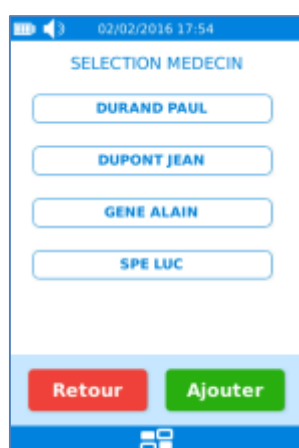 02/02/2016 17:54
SELECTION MEDECIN
DURAND PAUL
DUPONT JEAN
GENE ALAIN
SPE LUC
Retour Ajouter